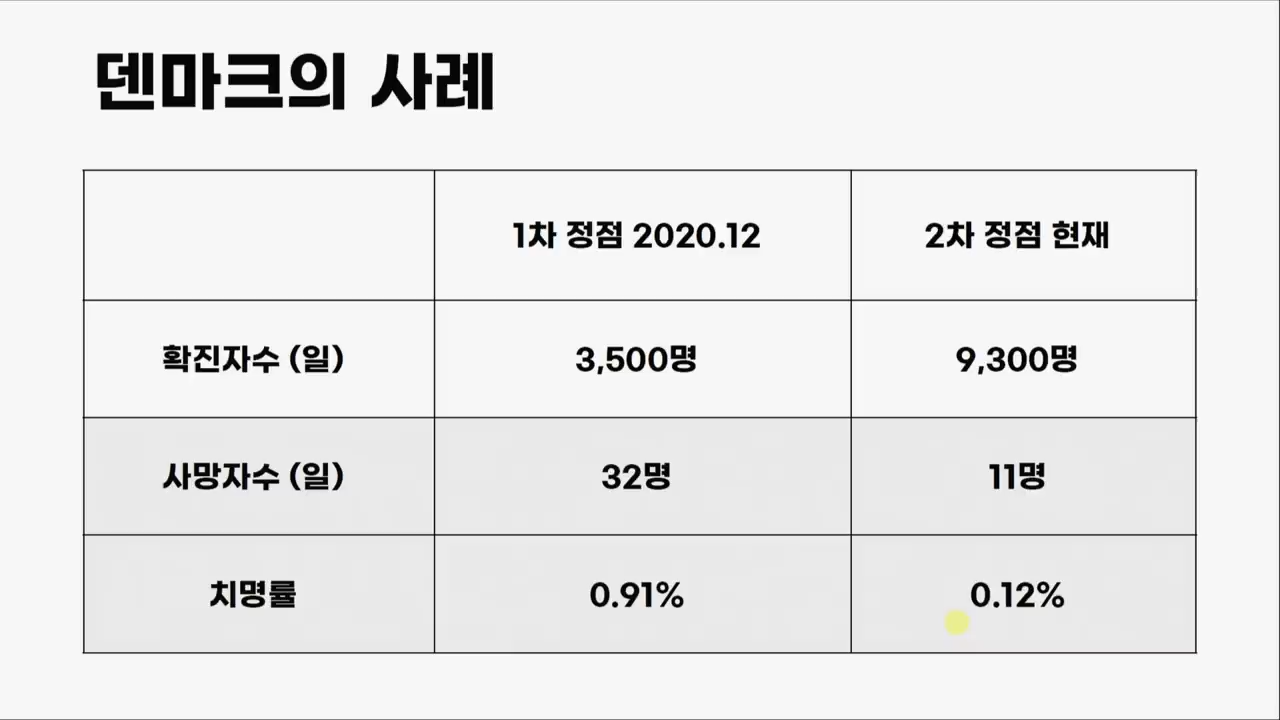 덴마크의 사례
1차 정점 2020.12
2차 정점 현재
확진자수 (일)
3,500명
9,300명
사망자수 (일)
32명
11명
치명률
0.91%
0.12%